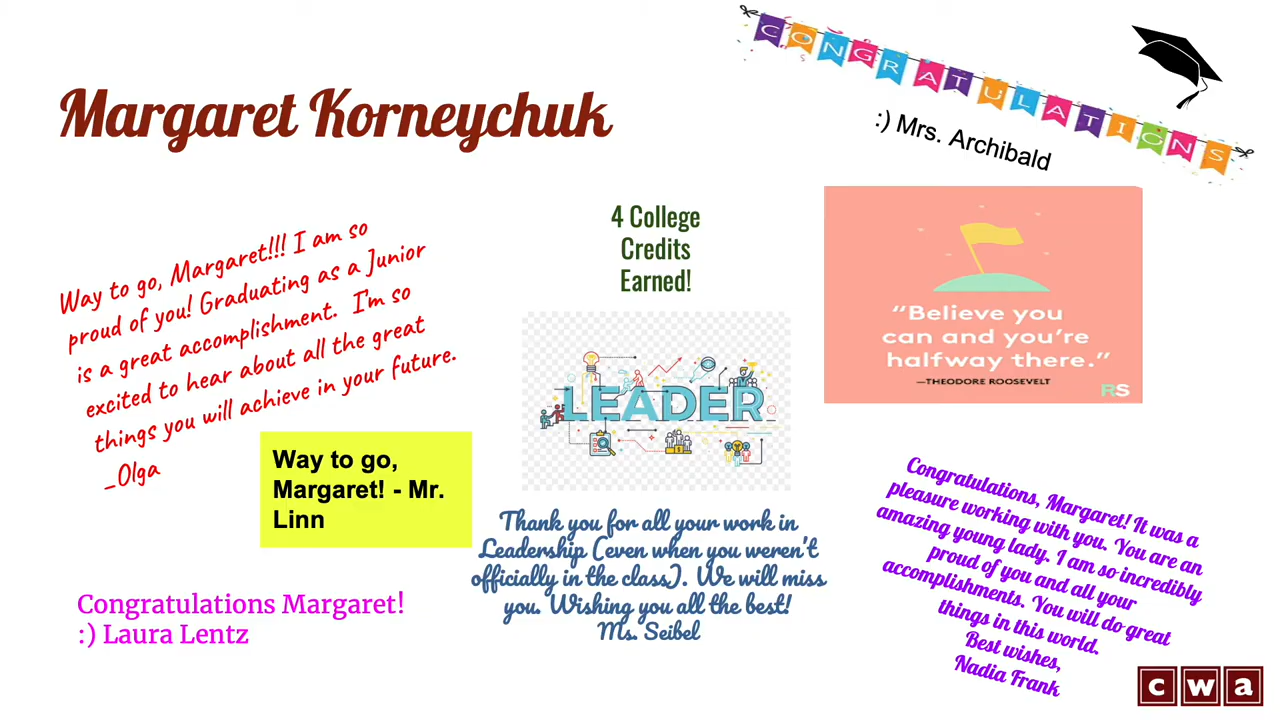 CONGRATULATIONS
:) Mrs. Archibald
Margaret Korneychuk
Way to go, Margaret!!! I am so
proud of you! Graduating as a Junior
is a great accomplishment. I'm so
excited to hear about all the great
things you will achieve in your future.
_Olga
Way to go,
Margaret! - Mr.
Linn
Congratulations Margaret!
:) Laura Lentz
4 College
Credits
Earned!
LEADER
Thank you for all your work in
Leadership (even when you weren't
officially in the class). We will miss
you. Wishing you all the best!
Ms. Seibel
“Believe you
can and you’re
halfway there.”
—THEODORE ROOSEVELT
RS
Congratulations, Margaret! It was a
pleasure working with you. You are an
amazing young lady. I am so incredibly
proud of you and all your
accomplishments. You will do great
things in this world.
Best wishes,
Nadia Frank
cwa